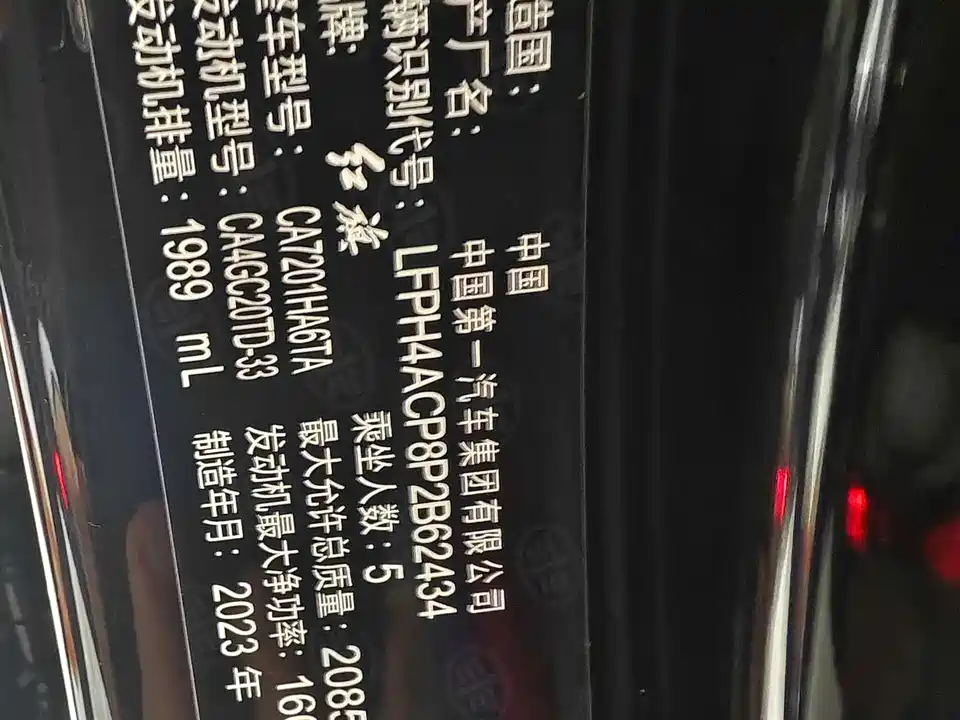 造国: 中国
产厂名: 中国第一汽车集团有限公司
辆识别代号: LFPH4ACP8P2B62434
牌: 红旗 乘坐人数: 5
整车型号: CA7201HA6TA 最大允许总质量: 2085
发动机型号: CA4GC20TD-33 发动机最大净功率: 160
发动机排量: 1989 mL 制造年月: 2023 年